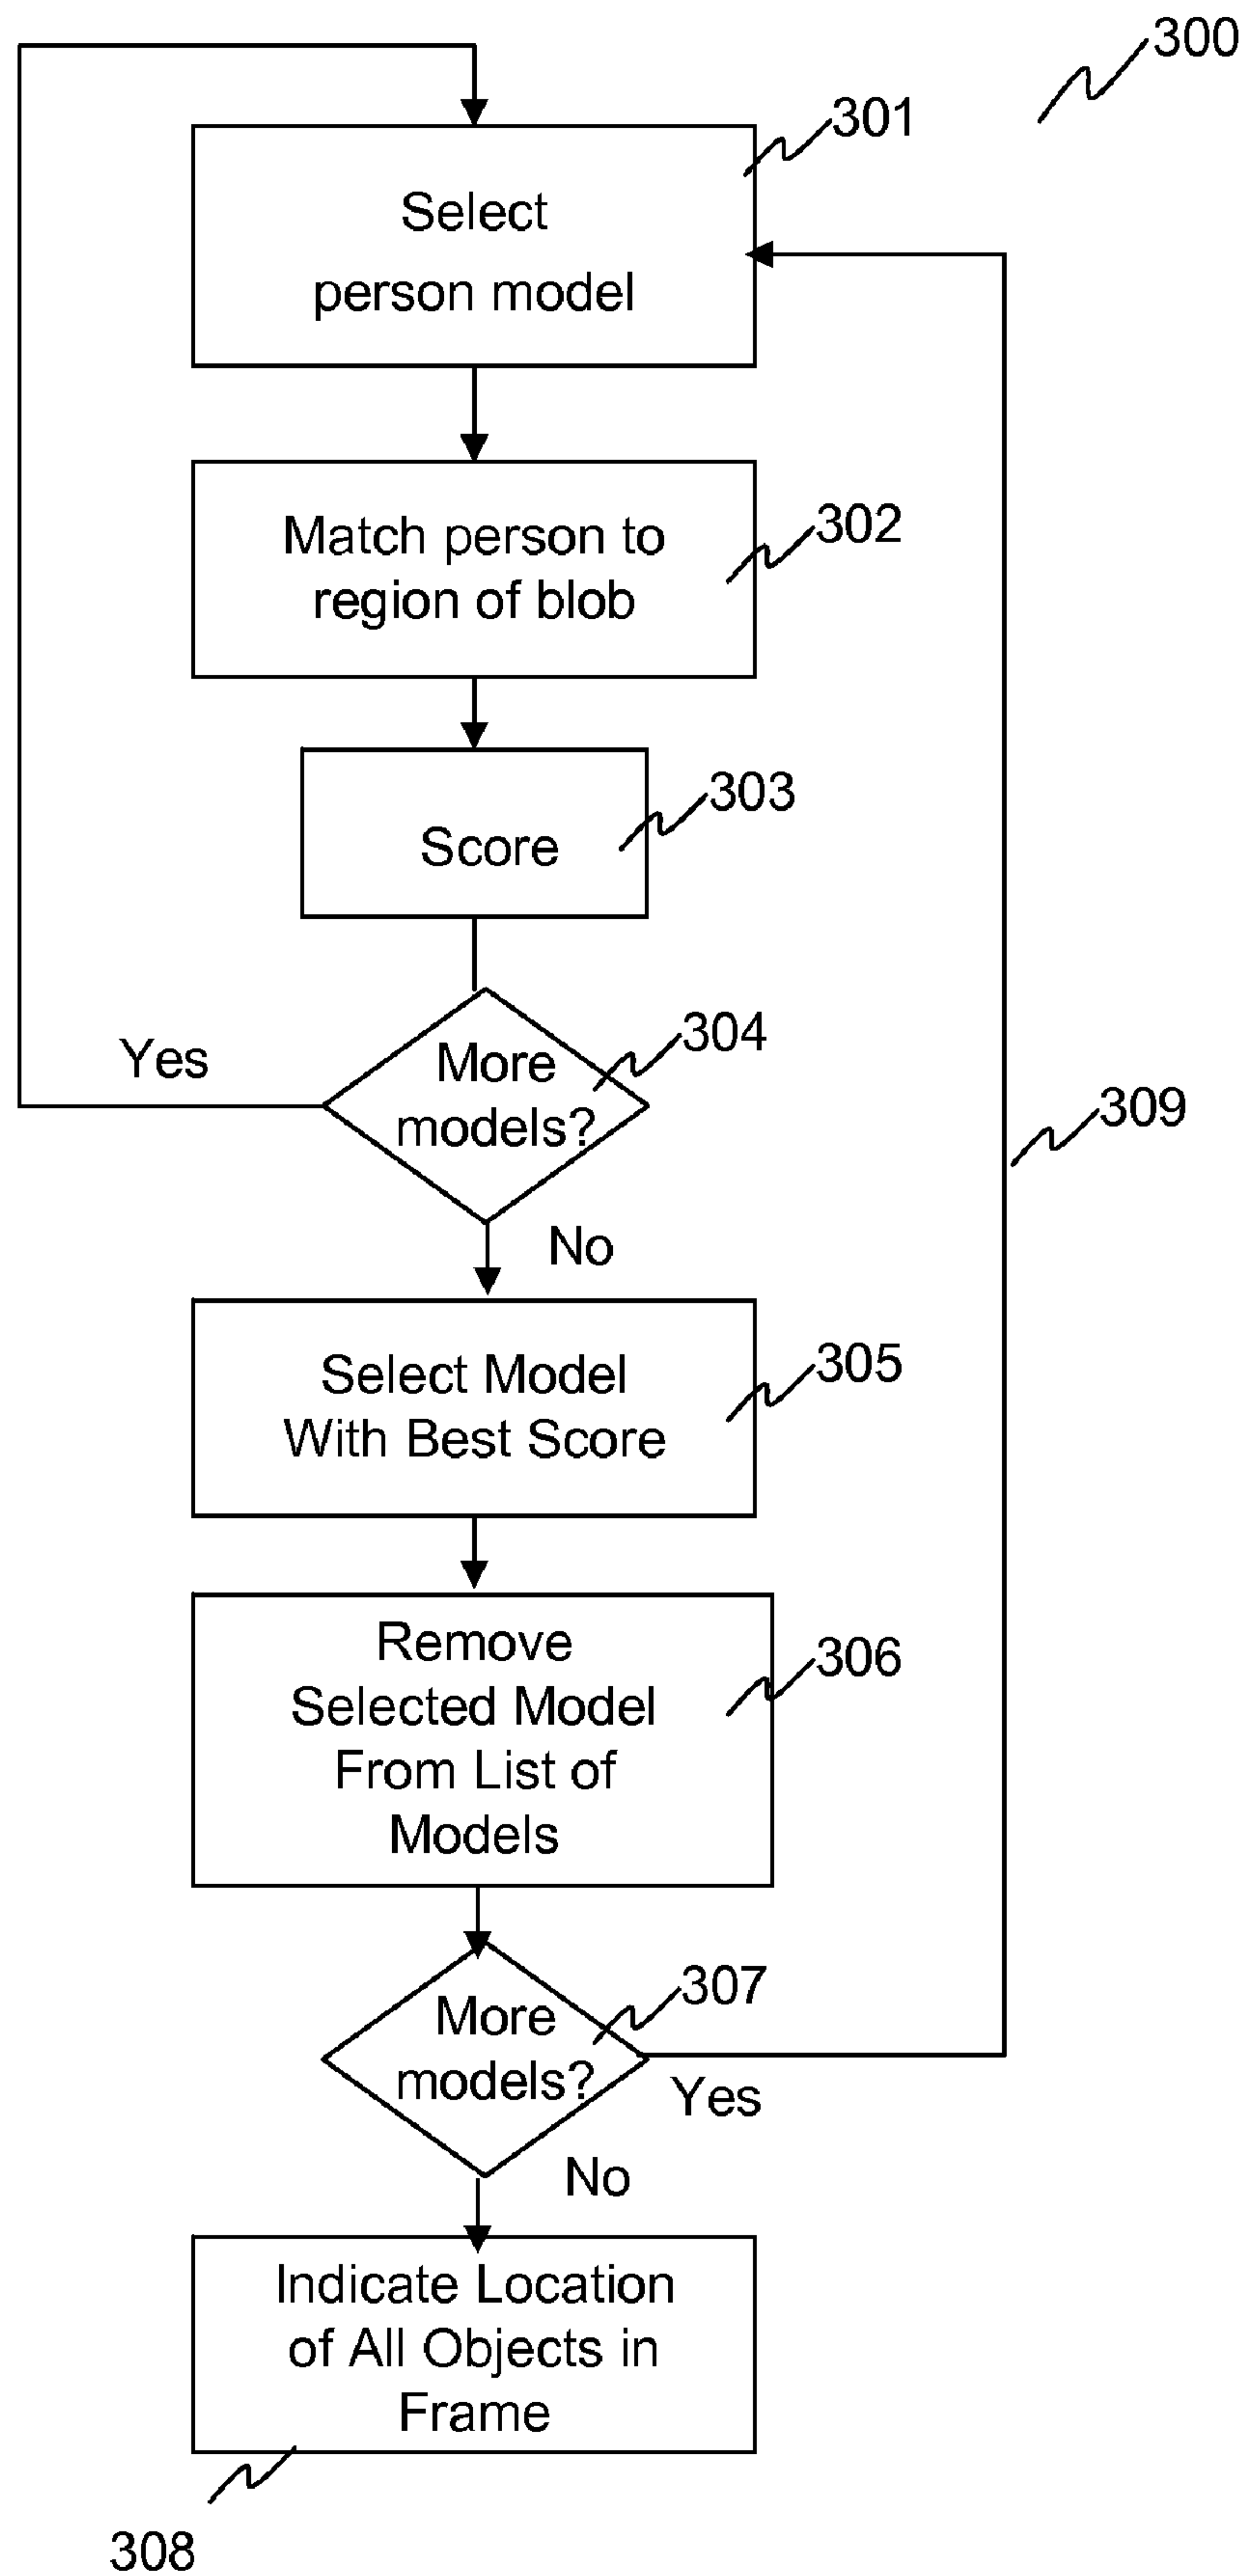 300
301
Select
person model
302
Match person to
region of blob
303
Score
304
More
models?
Yes
309
No
305
Select Model
With Best Score
306
Remove
Selected Model
From List of
Models
307
More
models?
Yes
No
Indicate Location
of All Objects in
Frame
308